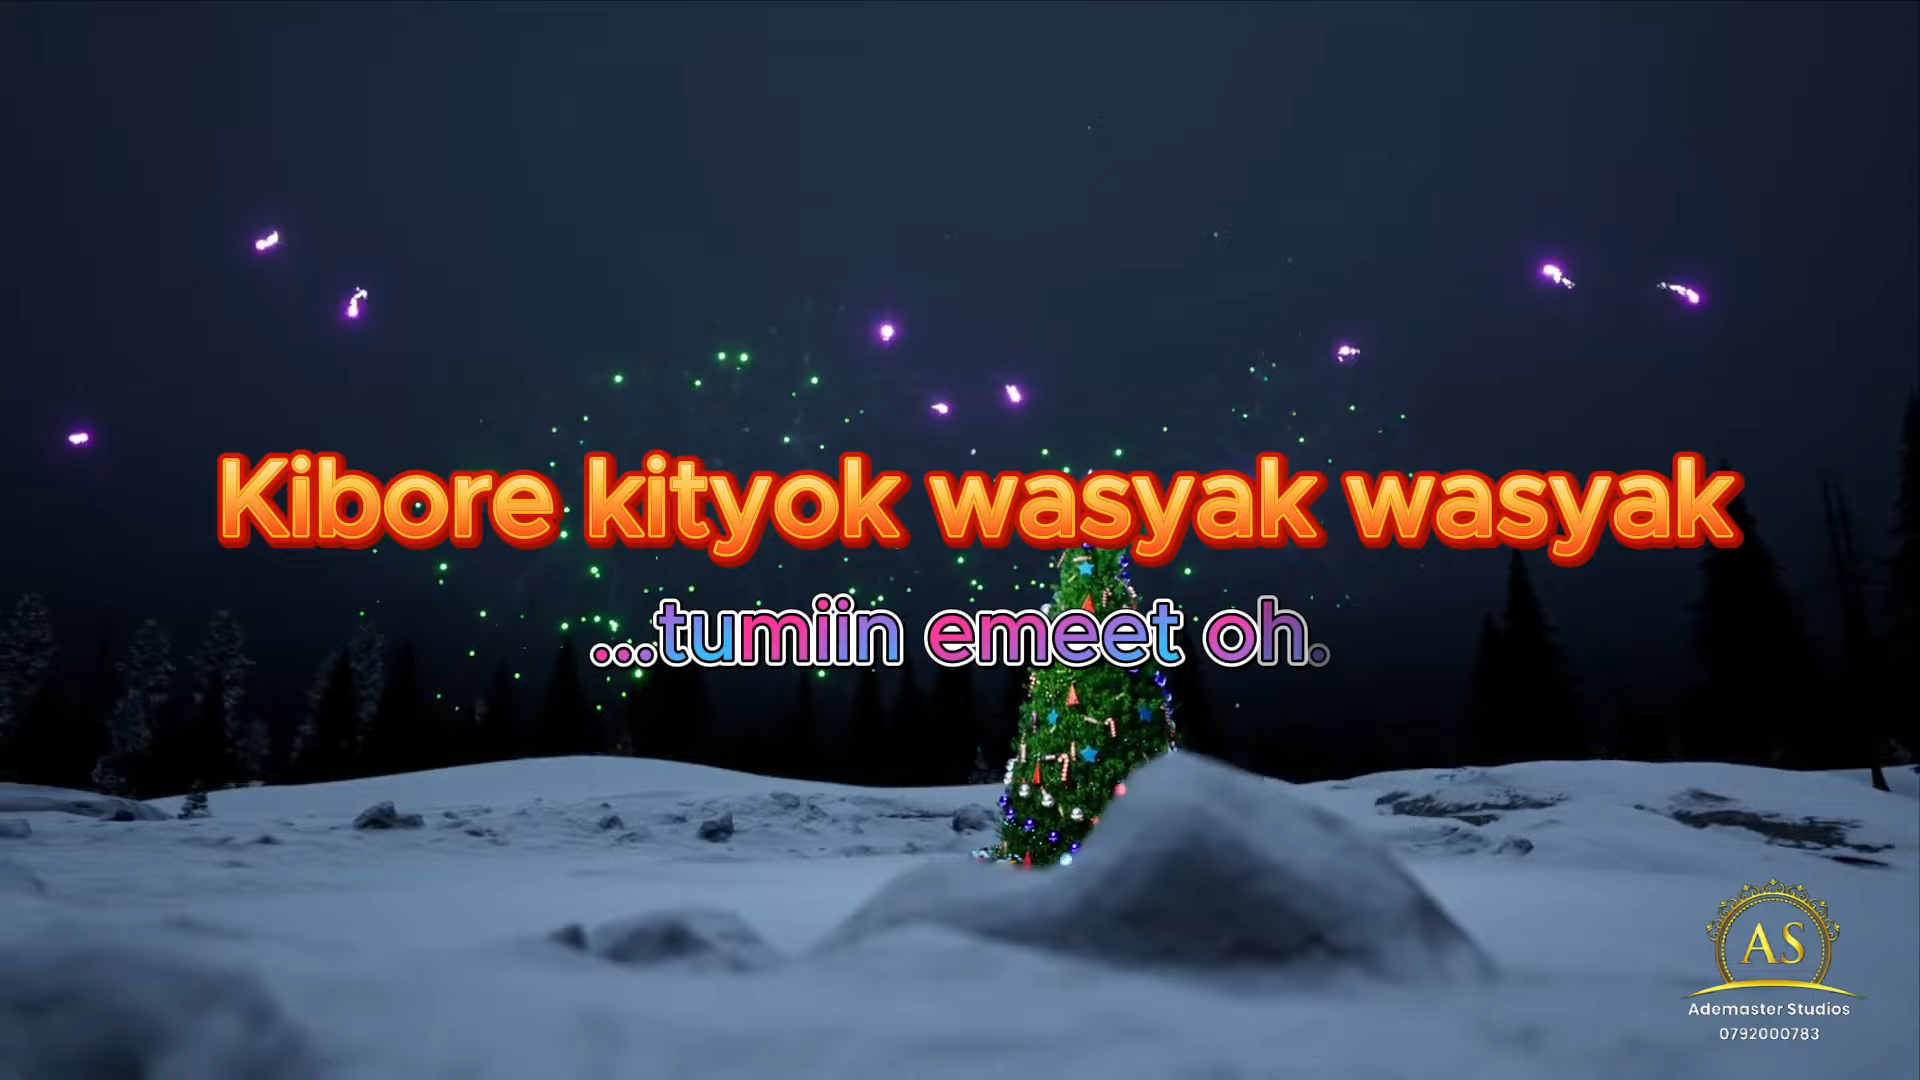 Kibore kityok wasyak wasyak
...tumiin emeet oh.
AS
Ademaster Studios
0792000783